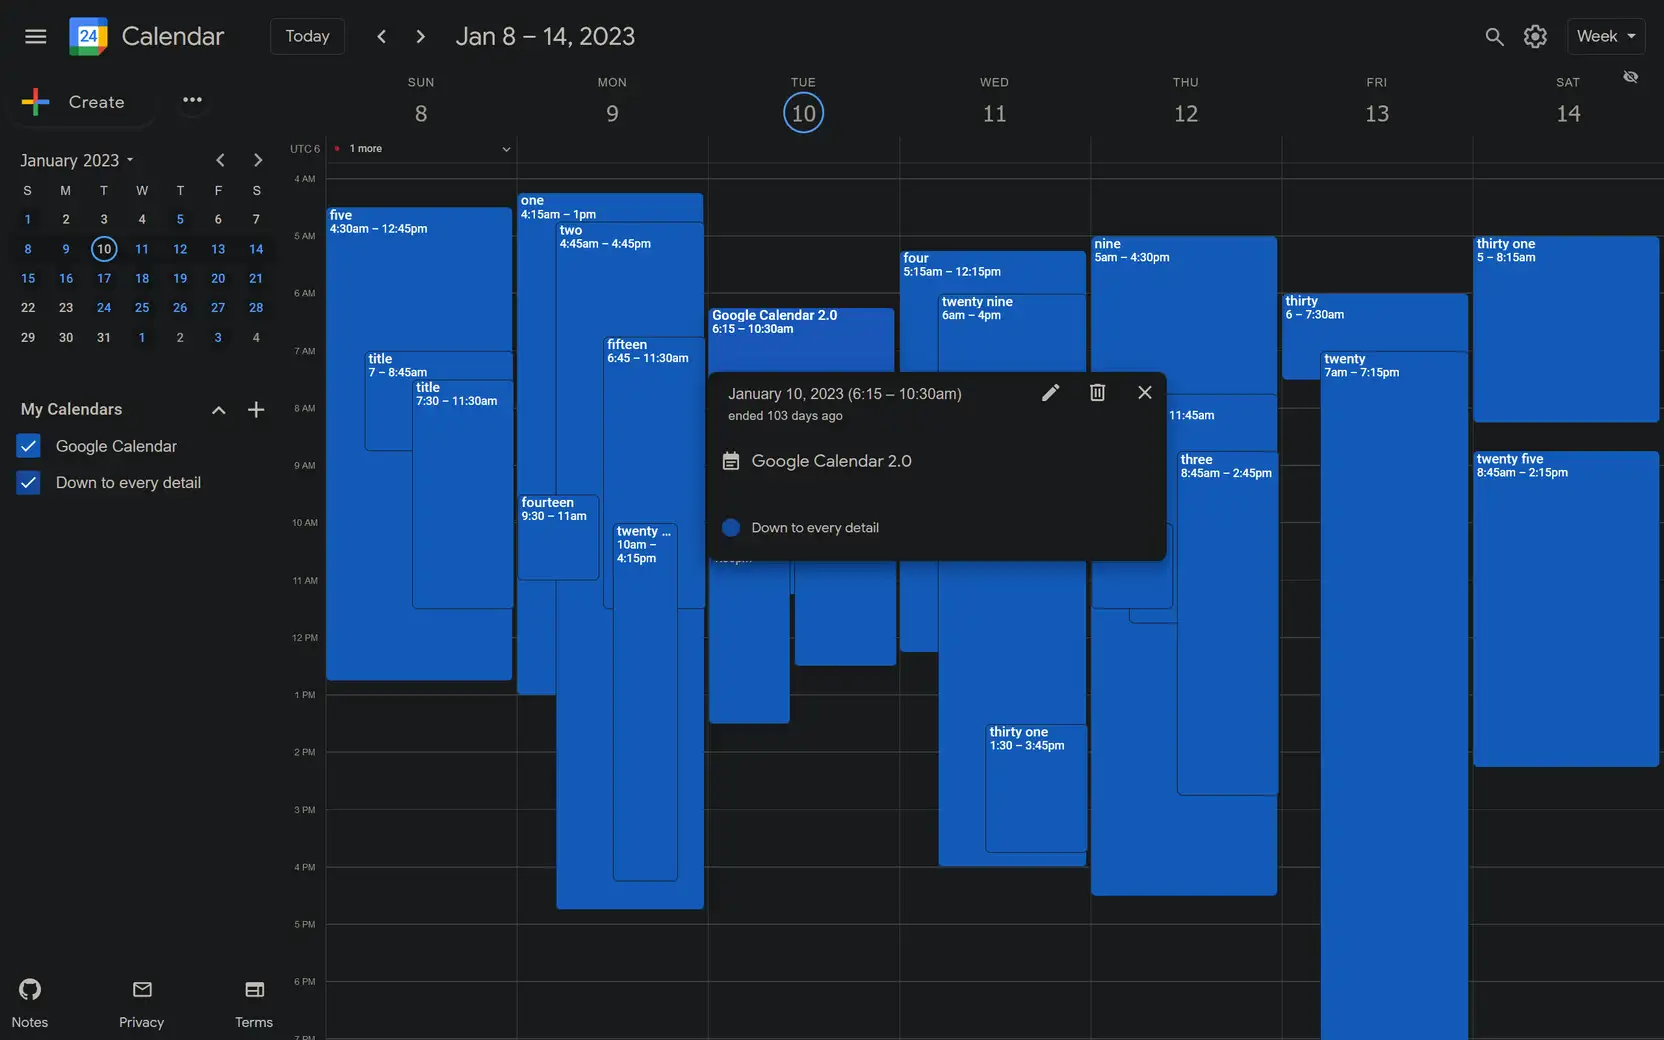 24 Calendar
Today
Jan 8 – 14, 2023
Week
Create
January 2023
S M T W T F S
1 2 3 4 5 6 7
8 9 10 11 12 13 14
15 16 17 18 19 20 21
22 23 24 25 26 27 28
29 30 31 1 2 3 4
My Calendars
Google Calendar
Down to every detail
Notes
Privacy
Terms
SUN MON TUE WED THU FRI SAT
8 9 10 11 12 13 14
UTC 6
1 more
4 AM
5 AM
6 AM
7 AM
8 AM
9 AM
10 AM
11 AM
12 PM
1 PM
2 PM
3 PM
4 PM
5 PM
6 PM
five
4:30am – 12:45pm
title
7 – 8:45am
title
7:30 – 11:30am
one
4:15am – 1pm
two
4:45am – 4:45pm
fifteen
6:45 – 11:30am
fourteen
9:30 – 11am
twenty ...
10am –
4:15pm
Google Calendar 2.0
6:15 – 10:30am
January 10, 2023 (6:15 – 10:30am)
ended 103 days ago
Google Calendar 2.0
Down to every detail
four
5:15am – 12:15pm
twenty nine
6am – 4pm
thirty one
1:30 – 3:45pm
nine
5am – 4:30pm
11:45am
three
8:45am – 2:45pm
thirty
6 – 7:30am
twenty
7am – 7:15pm
thirty one
5 – 8:15am
twenty five
8:45am – 2:15pm